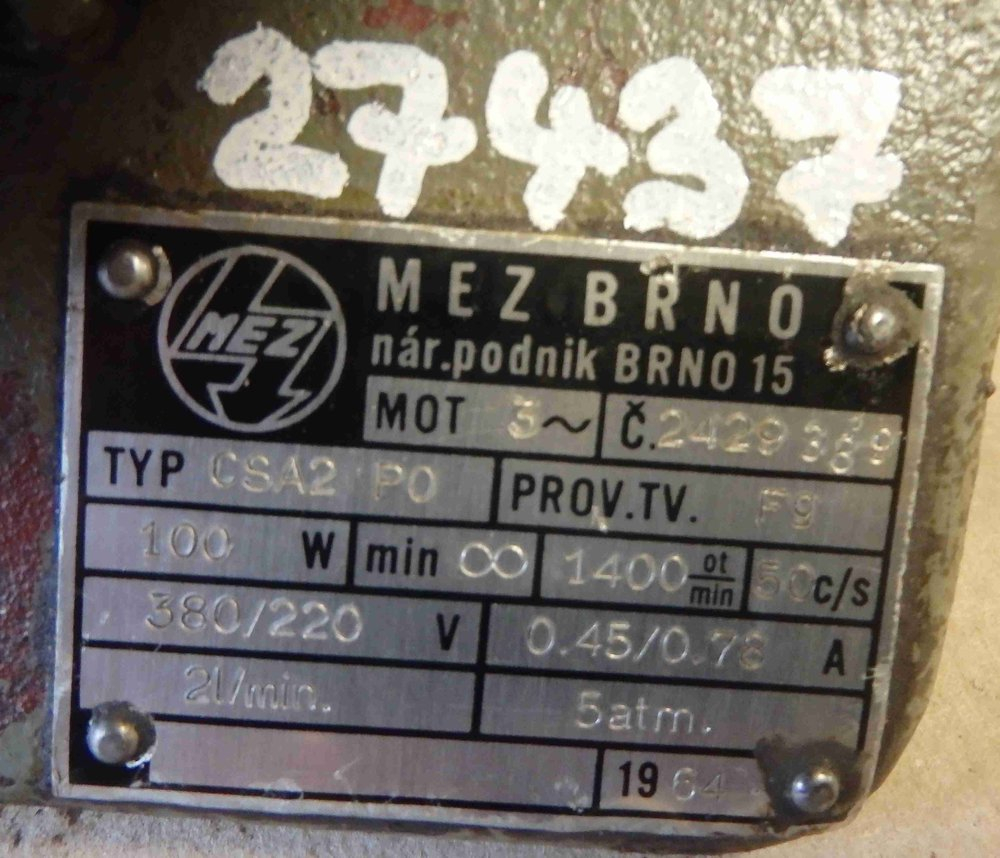 27437
MEZ
MEZ BRNO
nár.podnik BRNO 15
MOT 3~ Č.2429
TYP CSA2 PO PROV.TV. F9
100 W min ∞ 1400 ot/min 50 c/s
380/220 V 0.45/0.78 A
2l/min. 5atm.
1964